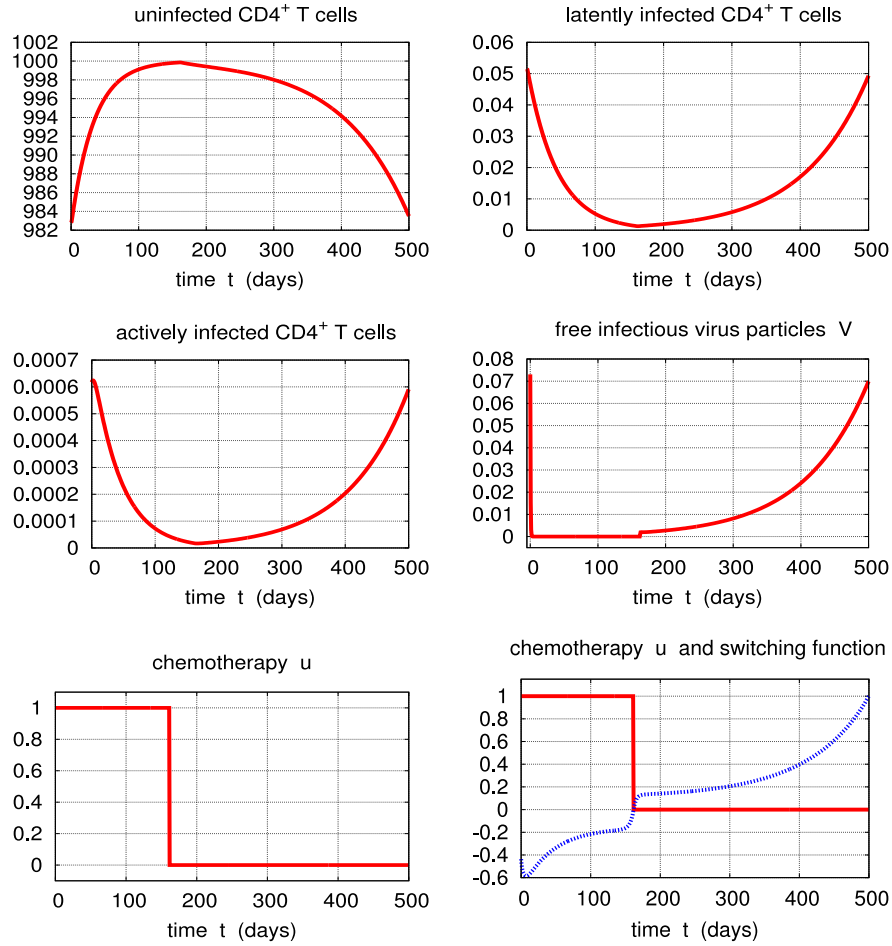 uninfected CD4⁺ T cells
1002
1000
998
996
994
992
990
988
986
984
982
0 100 200 300 400 500
time t (days)
latently infected CD4⁺ T cells
0.06
0.05
0.04
0.03
0.02
0.01
0
0 100 200 300 400 500
time t (days)
actively infected CD4⁺ T cells
0.0007
0.0006
0.0005
0.0004
0.0003
0.0002
0.0001
0
0 100 200 300 400 500
time t (days)
free infectious virus particles V
0.08
0.07
0.06
0.05
0.04
0.03
0.02
0.01
0
0 100 200 300 400 500
time t (days)
chemotherapy u
1
0.8
0.6
0.4
0.2
0
0 100 200 300 400 500
time t (days)
chemotherapy u and switching function
1
0.8
0.6
0.4
0.2
0
-0.2
-0.4
-0.6
0 100 200 300 400 500
time t (days)